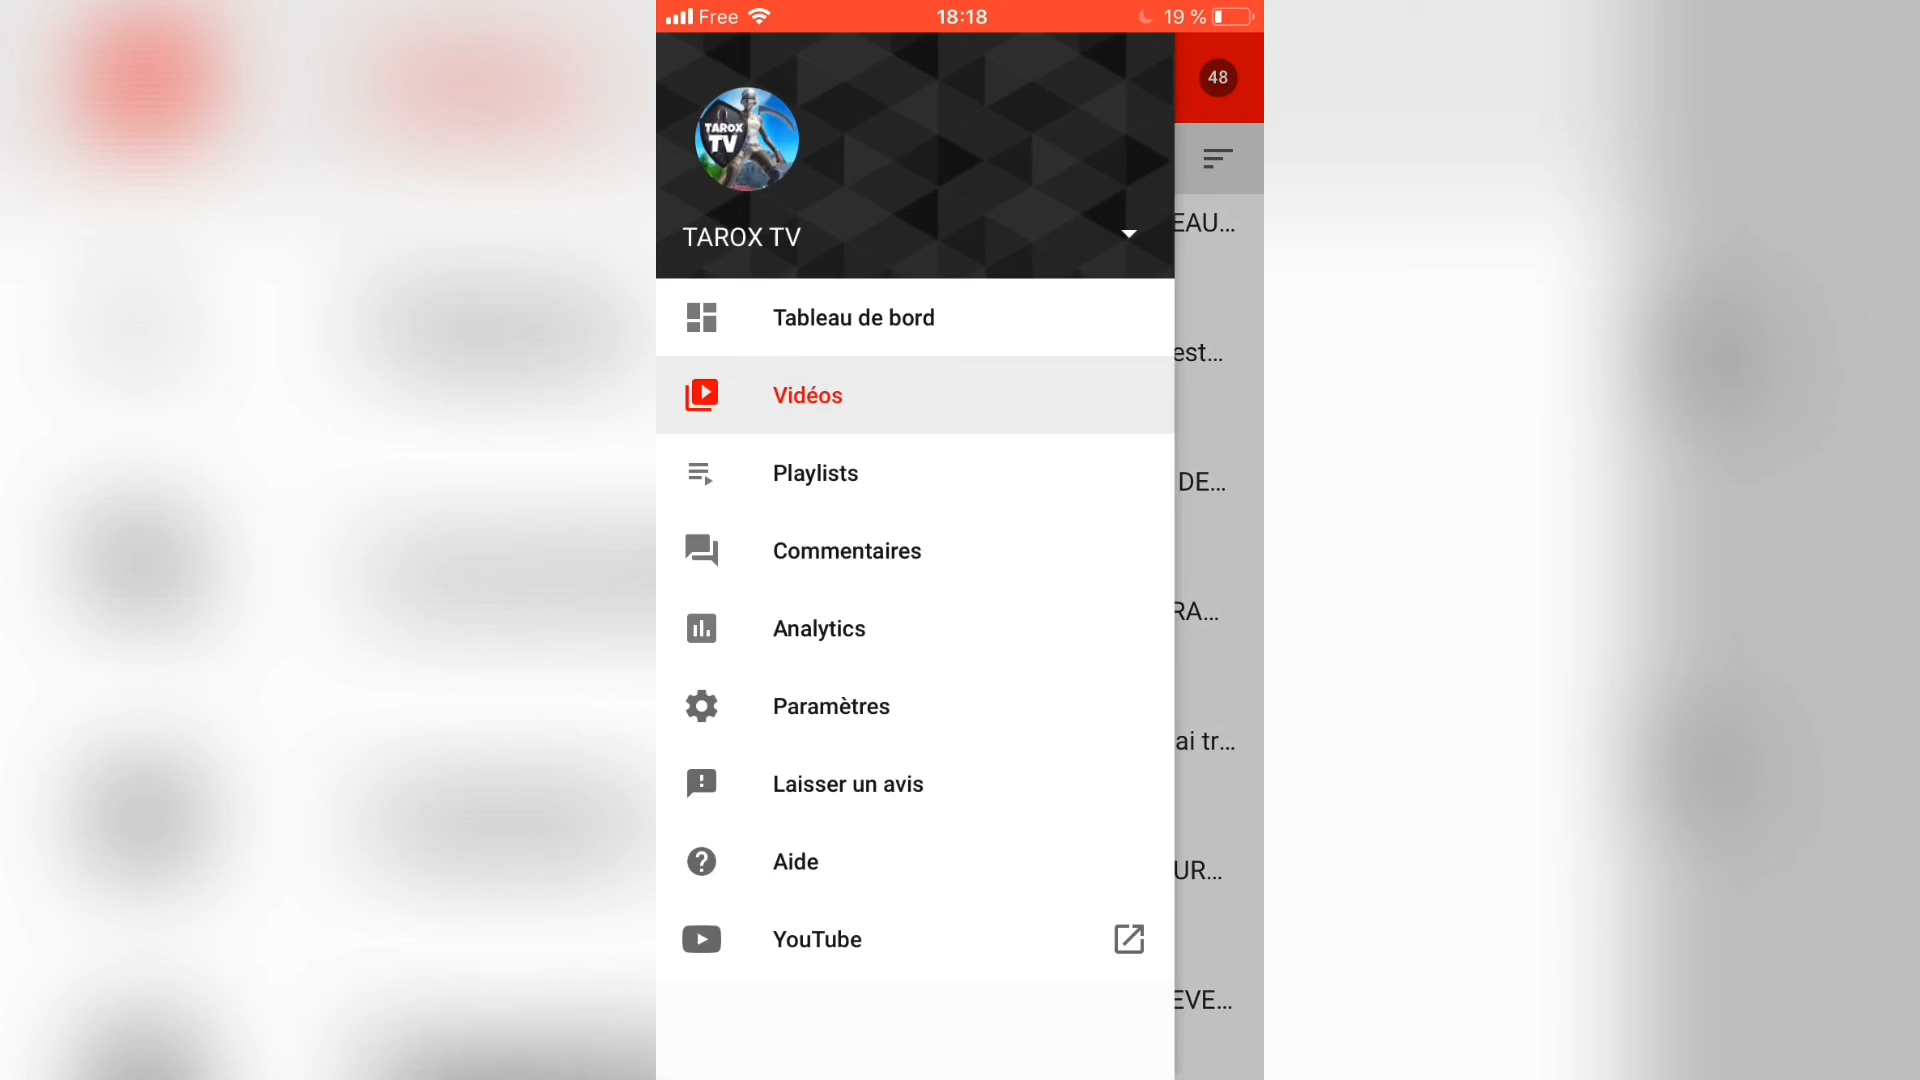 Free 18:18 19 %
48
TAROX
TV
TAROX TV
EAU...
Tableau de bord
est...
Vidéos
Playlists
DE...
Commentaires
RA...
Analytics
Paramètres
ai tr...
Laisser un avis
Aide
UR...
YouTube
EVE...